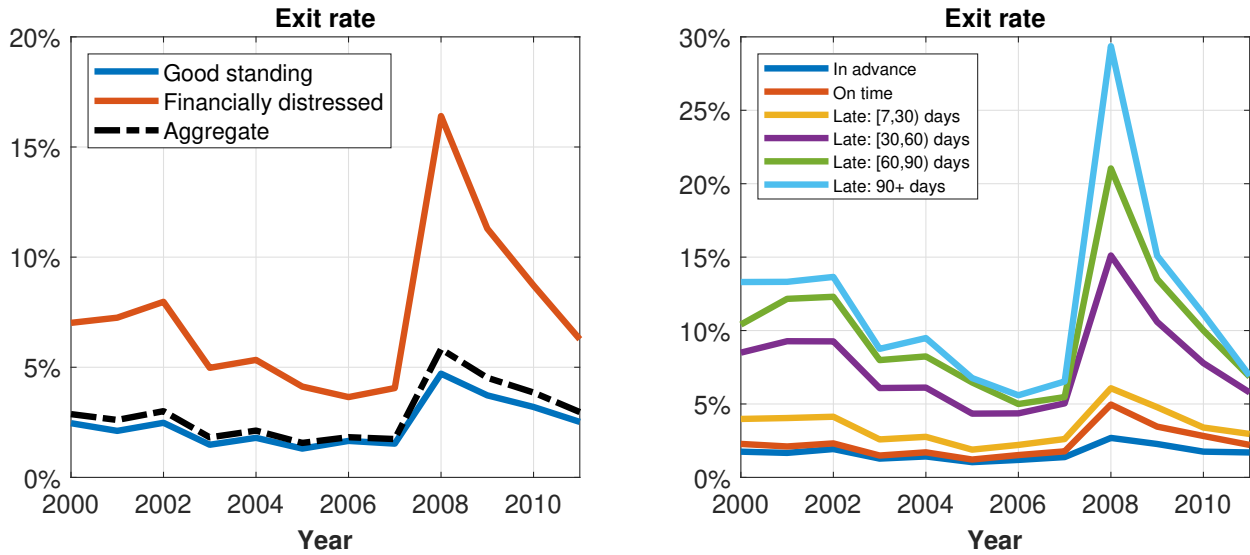 Exit rate
20%
15%
10%
5%
0%
Good standing
Financially distressed
Aggregate
2000 2002 2004 2006 2008 2010
Year
Exit rate
30%
25%
20%
15%
10%
5%
0%
In advance
On time
Late: [7,30) days
Late: [30,60) days
Late: [60,90) days
Late: 90+ days
2000 2002 2004 2006 2008 2010
Year